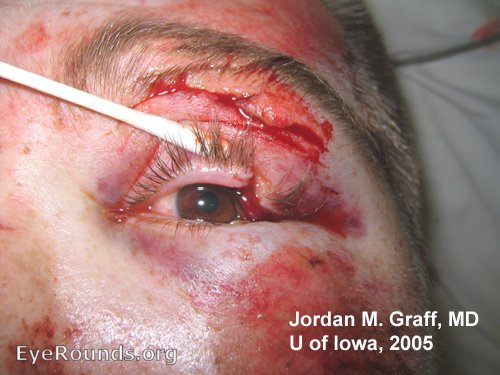 Jordan M. Graff, MD
U of Iowa, 2005
EyeRounds.org